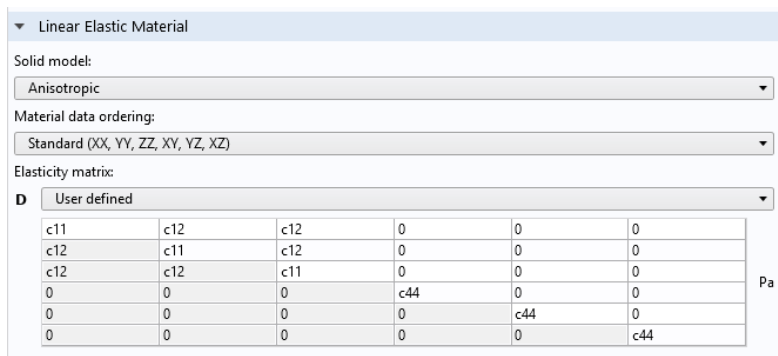 Linear Elastic Material
Solid model:
Anisotropic
Material data ordering:
Standard (XX, YY, ZZ, XY, YZ, XZ)
Elasticity matrix:
D User defined
c11 c12 c12 0 0 0
c12 c11 c12 0 0 0
c12 c12 c11 0 0 0
Pa
0 0 0 c44 0 0
0 0 0 0 c44 0
0 0 0 0 0 c44